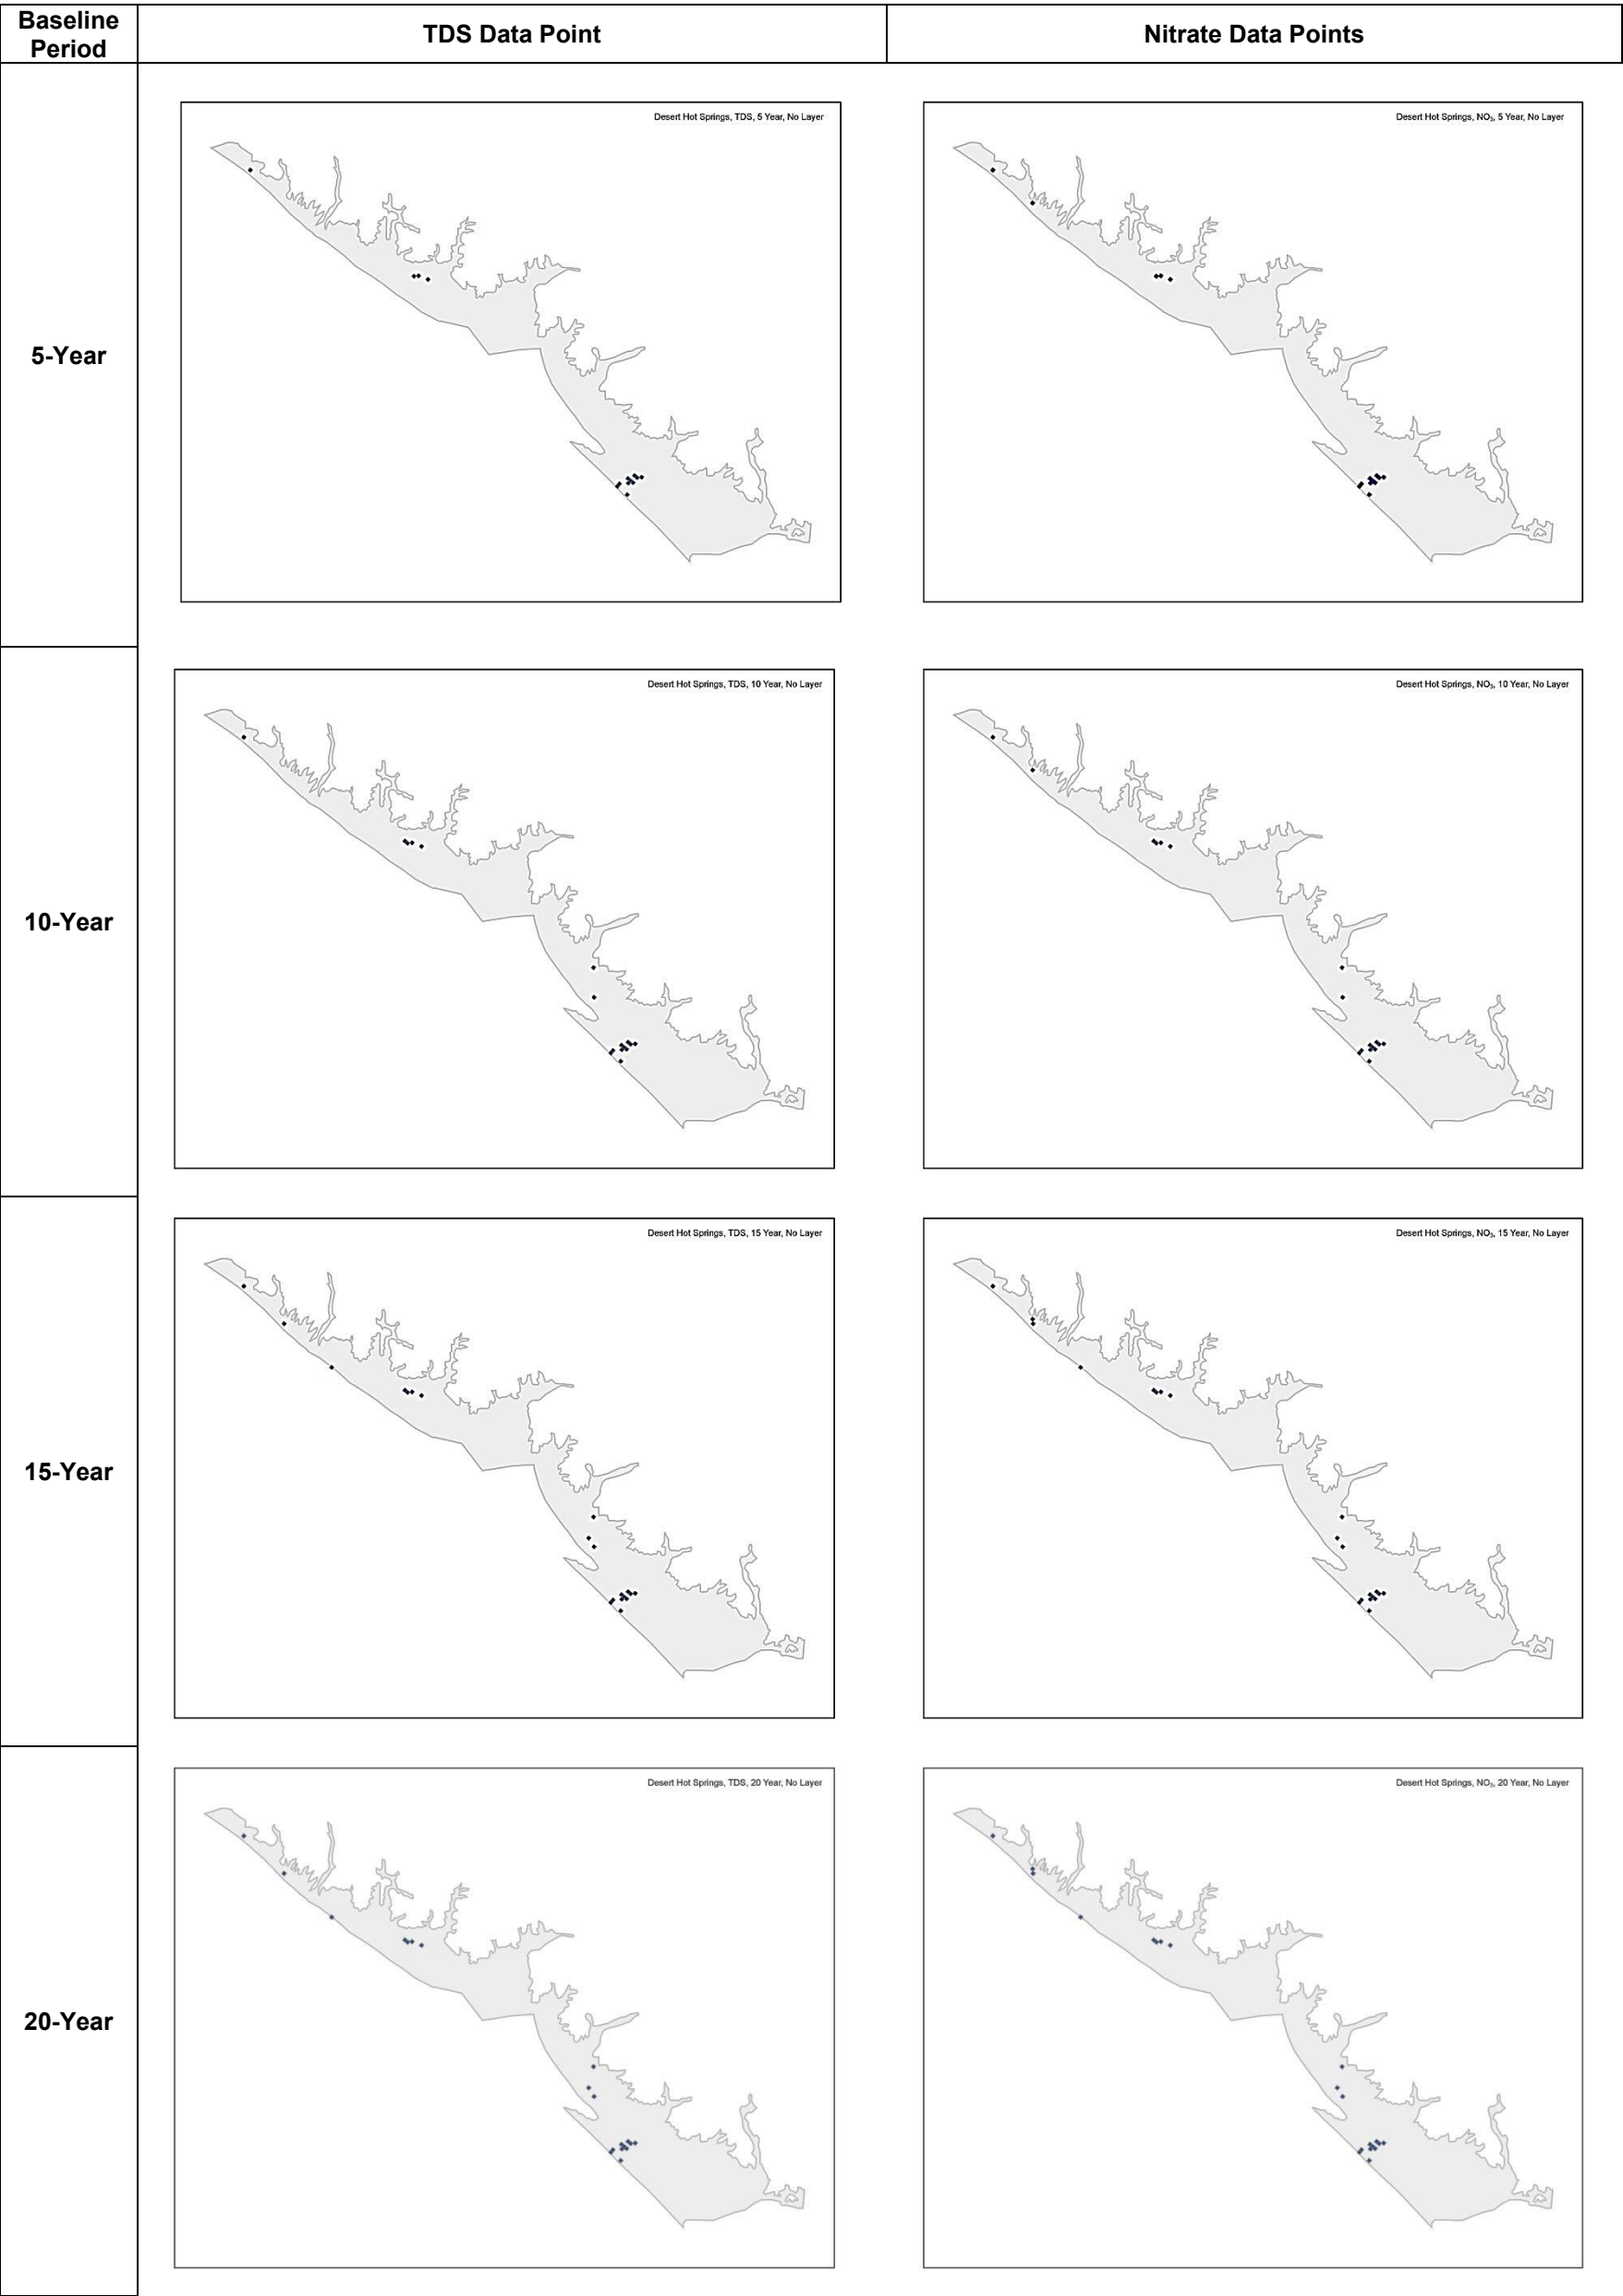 Baseline
Period
TDS Data Point
Nitrate Data Points
Desert Hot Springs, TDS, 5 Year, No Layer
Desert Hot Springs, NO₃, 5 Year, No Layer
5-Year
Desert Hot Springs, TDS, 10 Year, No Layer
Desert Hot Springs, NO₃, 10 Year, No Layer
10-Year
Desert Hot Springs, TDS, 15 Year, No Layer
Desert Hot Springs, NO₃, 15 Year, No Layer
15-Year
Desert Hot Springs, TDS, 20 Year, No Layer
Desert Hot Springs, NO₃, 20 Year, No Layer
20-Year